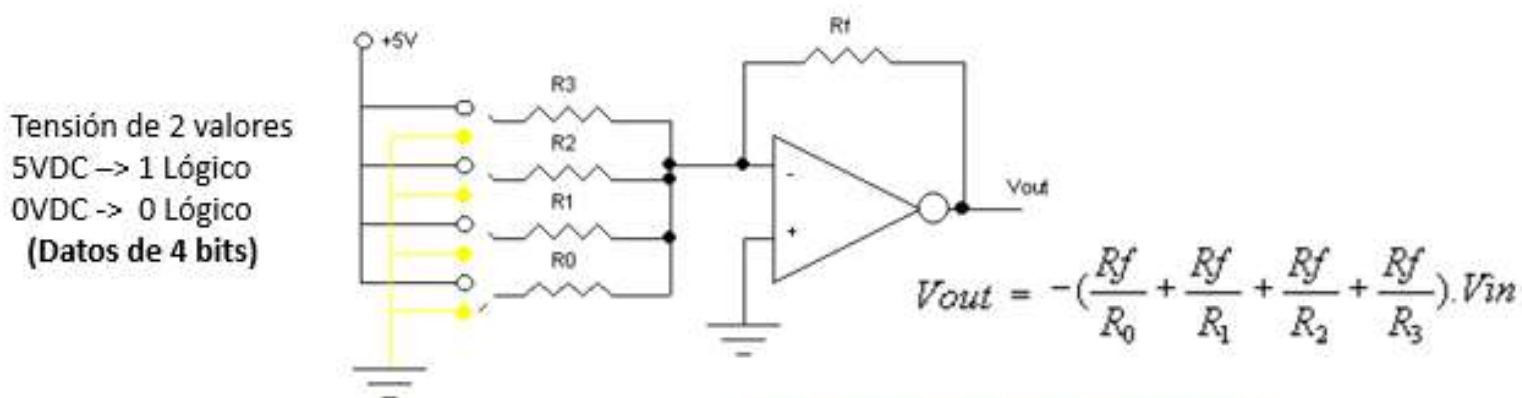 Tensión de 2 valores
5VDC –> 1 Lógico
0VDC -> 0 Lógico
(Datos de 4 bits)
+5V
R3
R2
R1
R0
Rf
-
+
Vout
Vout = -(Rf/R0 + Rf/R1 + Rf/R2 + Rf/R3).Vin